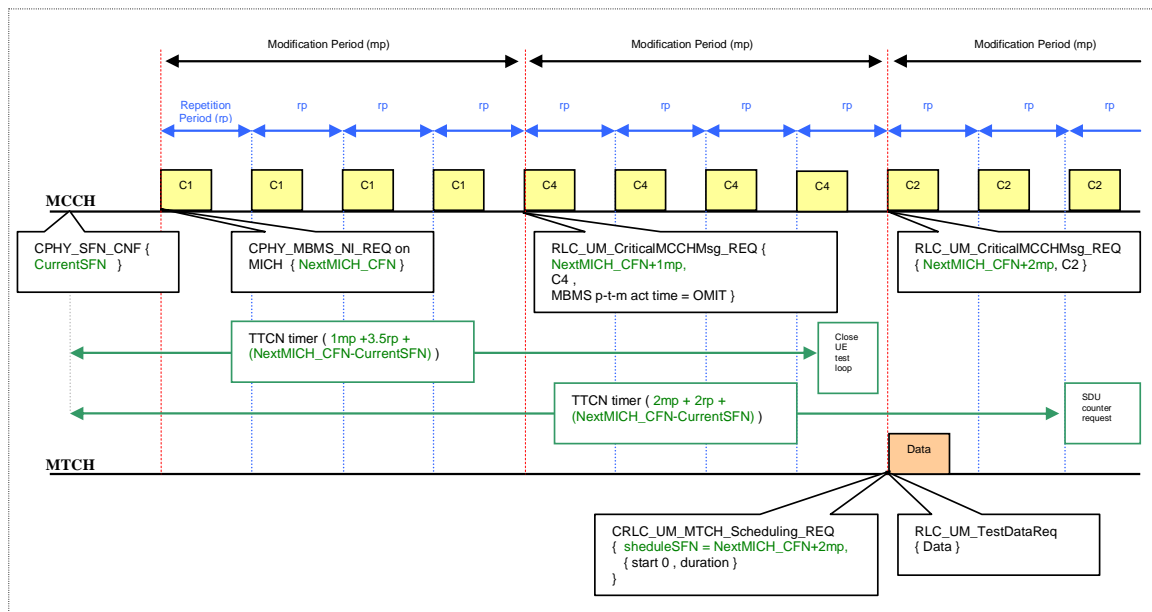 Modification Period (mp)
Modification Period (mp)
Modification Period (mp)
Repetition
Period (rp)
rp
rp
rp
rp
rp
rp
rp
rp
rp
rp
C1
C1
C1
C1
C4
C4
C4
C4
C2
C2
C2
MCCH
CPHY_SFN_CNF {
CurrentSFN }
CPHY_MBMS_NI_REQ on
MICH { NextMICH_CFN }
RLC_UM_CriticalMCCHMsg_REQ {
NextMICH_CFN+1mp,
C4 ,
MBMS p-t-m act time = OMIT }
RLC_UM_CriticalMCCHMsg_REQ
{ NextMICH_CFN+2mp, C2 }
TTCN timer ( 1mp +3.5rp +
(NextMICH_CFN-CurrentSFN) )
Close
UE
test
loop
TTCN timer ( 2mp + 2rp +
(NextMICH_CFN-CurrentSFN) )
SDU
counter
request
Data
MTCH
CRLC_UM_MTCH_Scheduling_REQ
{ sheduleSFN = NextMICH_CFN+2mp,
{ start 0 , duration }
}
RLC_UM_TestDataReq
{ Data }